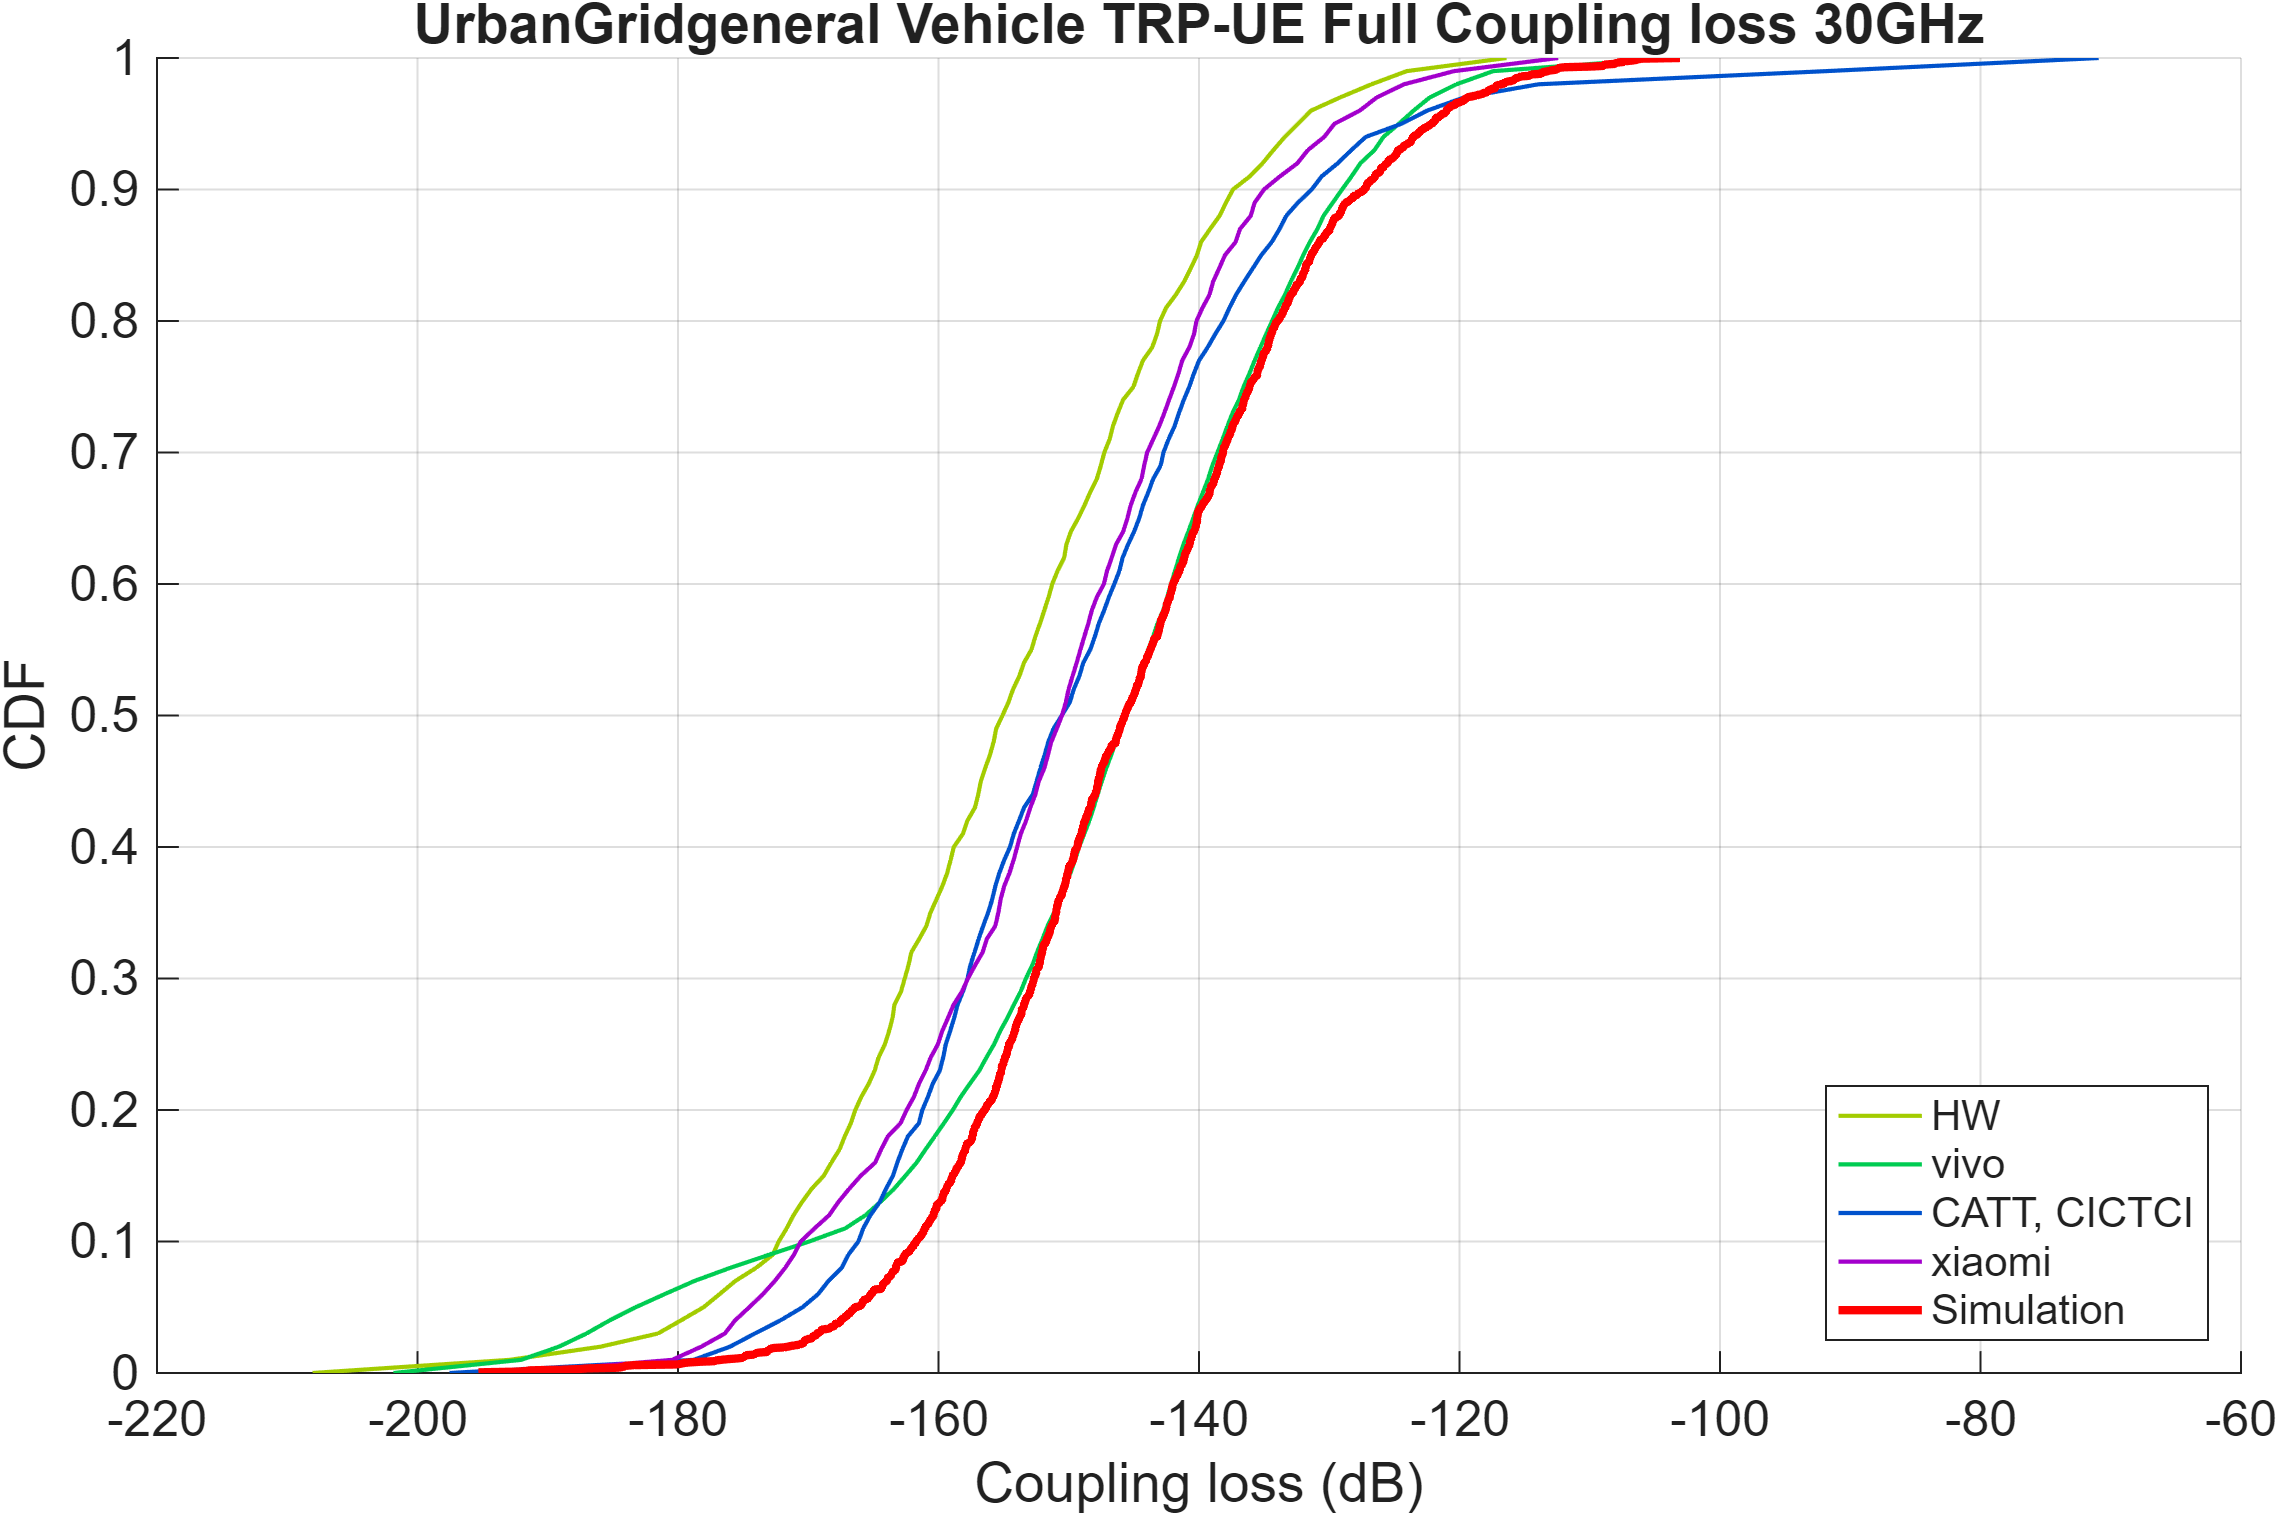 UrbanGridgeneral Vehicle TRP-UE Full Coupling loss 30GHz
1
0.9
0.8
0.7
0.6
0.5
0.4
0.3
0.2
0.1
0
CDF
HW
vivo
CATT, CICTCI
xiaomi
Simulation
-220 -200 -180 -160 -140 -120 -100 -80 -60
Coupling loss (dB)